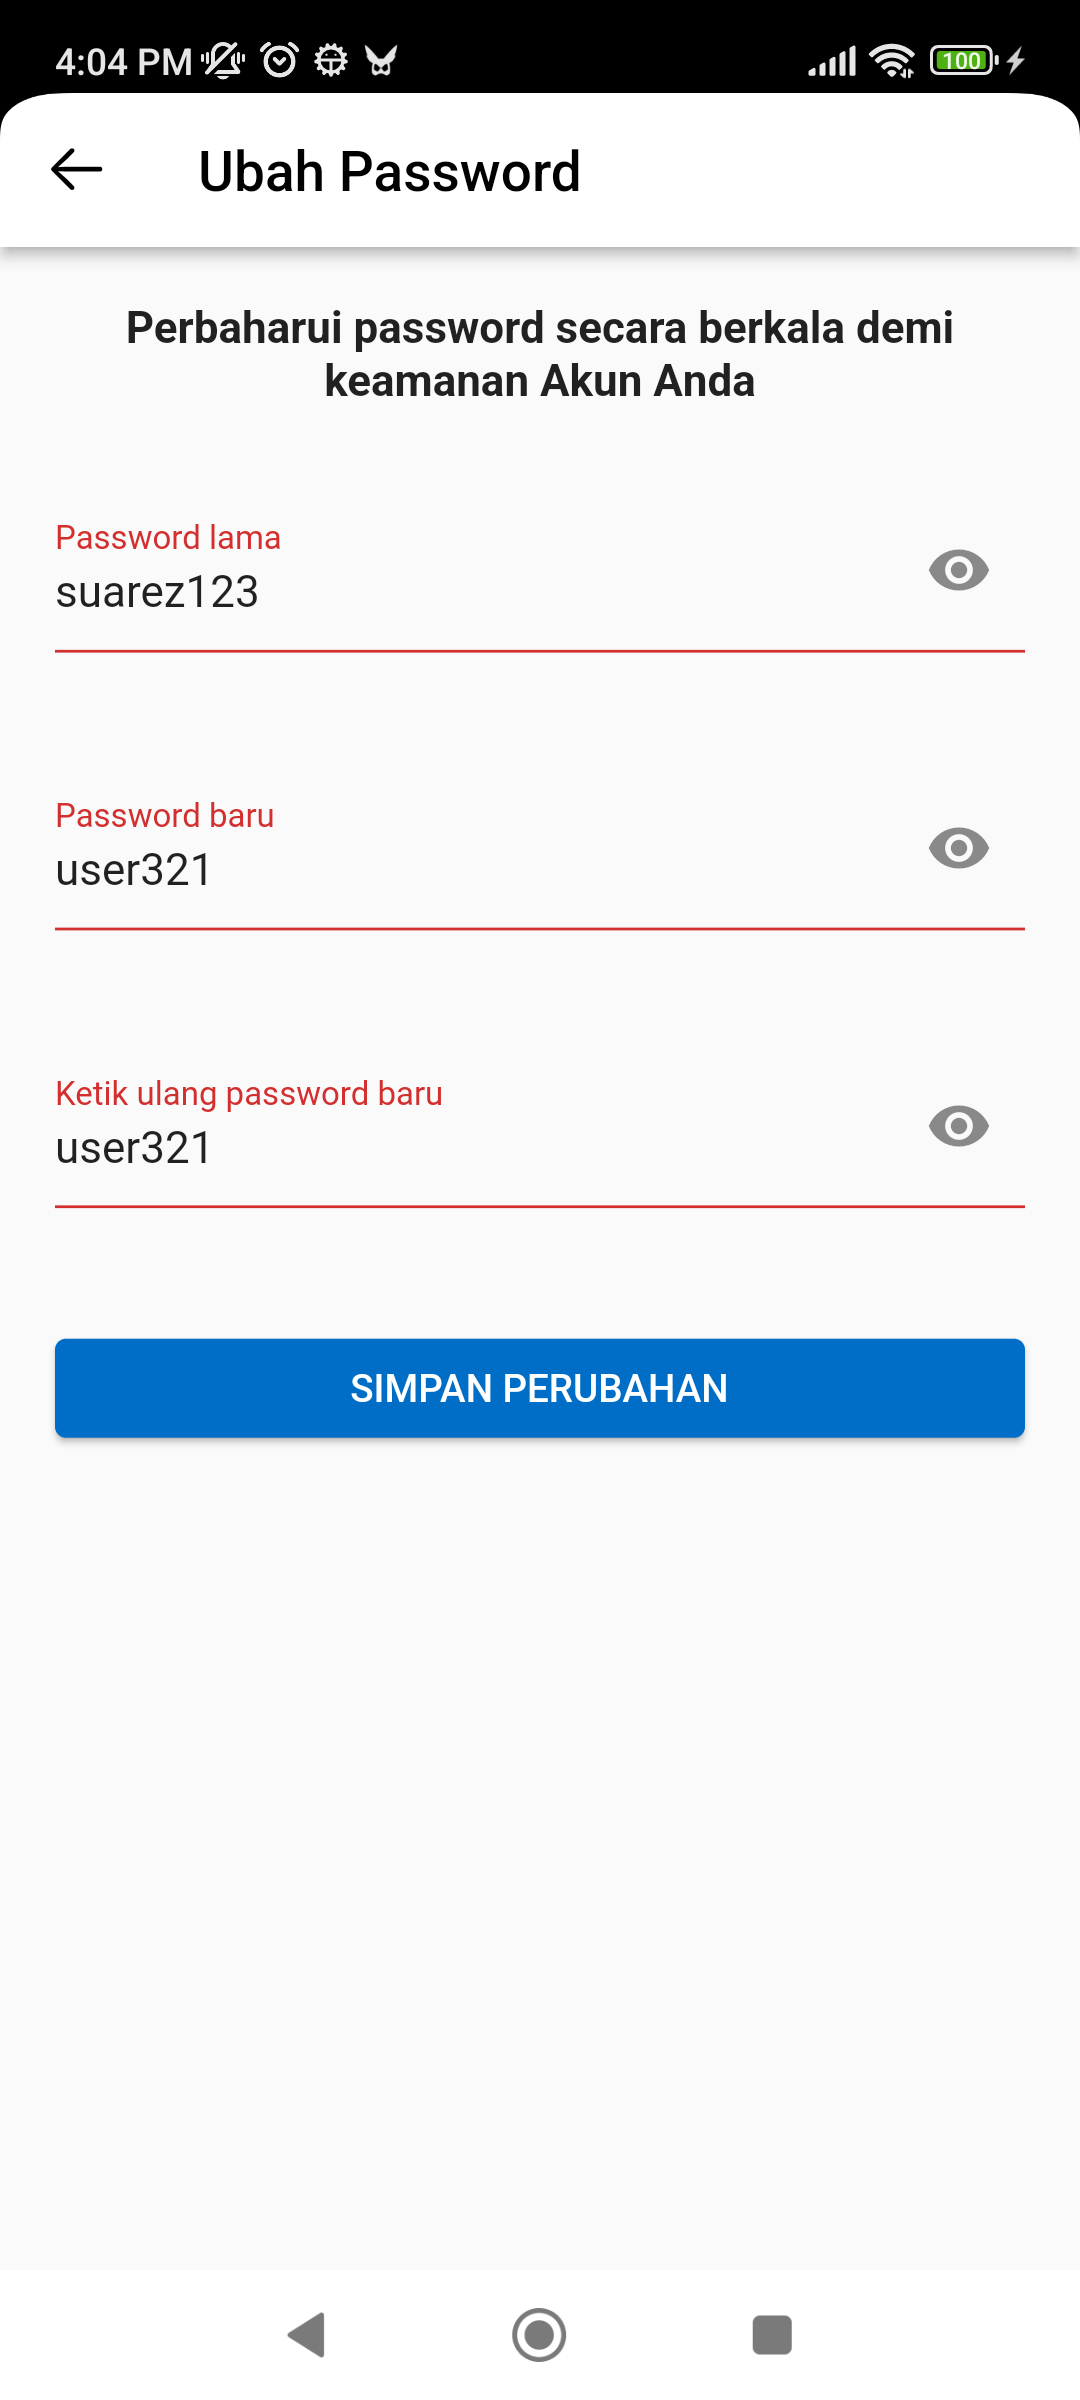 4:04 PM
100
Ubah Password
Perbaharui password secara berkala demi
keamanan Akun Anda
Password lama
suarez123
Password baru
user321
Ketik ulang password baru
user321
SIMPAN PERUBAHAN